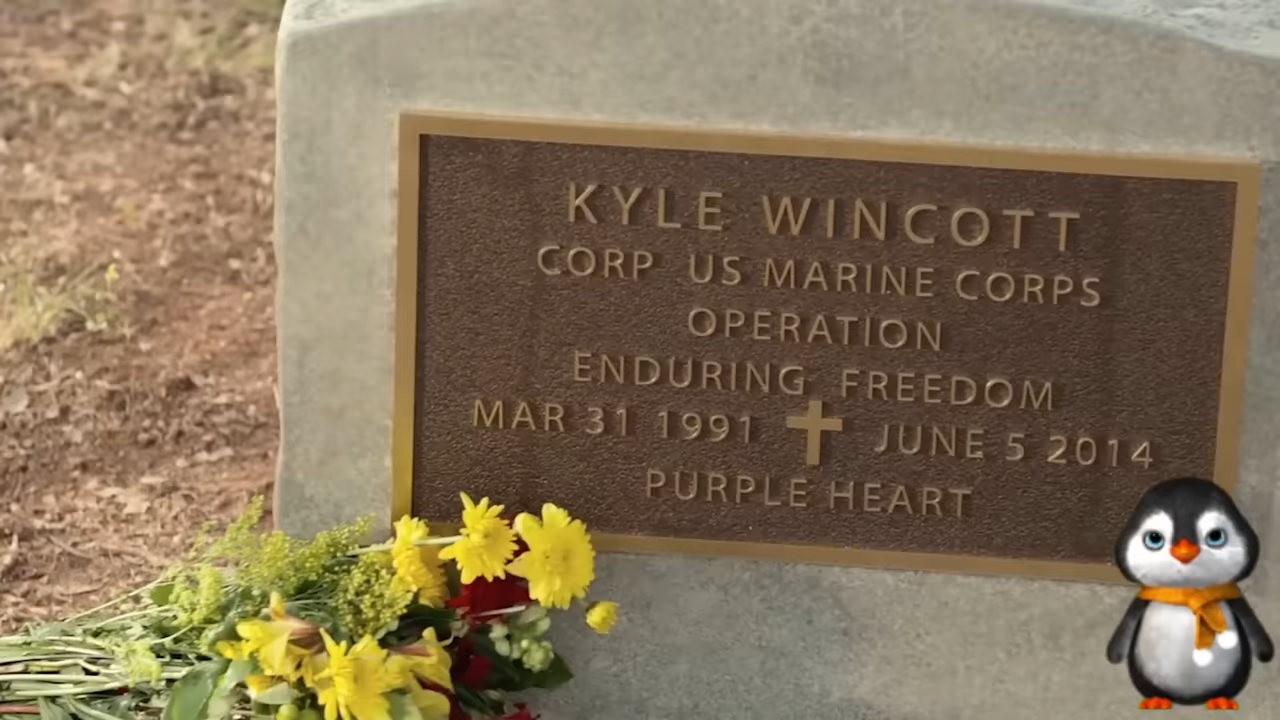 KYLE WINCOTT
CORP US MARINE CORPS
OPERATION
ENDURING FREEDOM
MAR 31 1991 JUNE 5 2014
PURPLE HEART